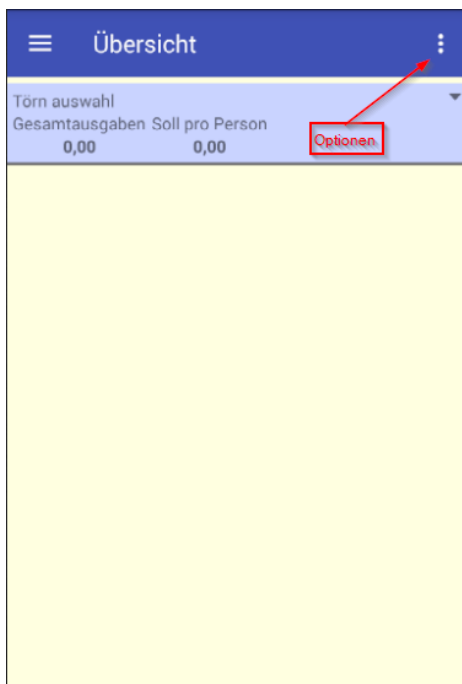 Übersicht
Törn auswahl
Gesamtausgaben Soll pro Person
0,00 0,00
Optionen